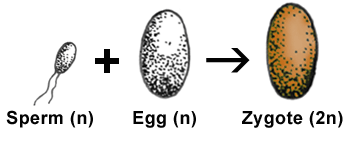 Sperm (n) Egg (n) Zygote (2n)